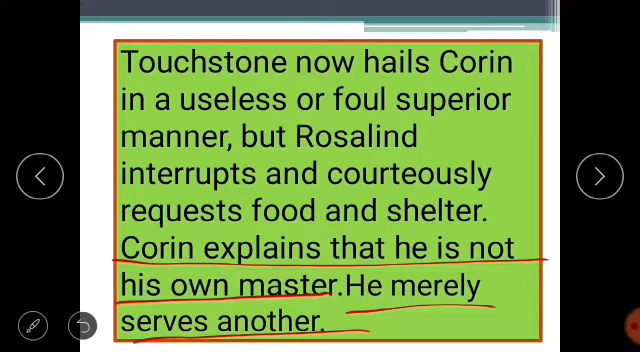 Touchstone now hails Corin
in a useless or foul superior
manner, but Rosalind
interrupts and courteously
requests food and shelter.
Corin explains that he is not
his own master.He merely
serves another.